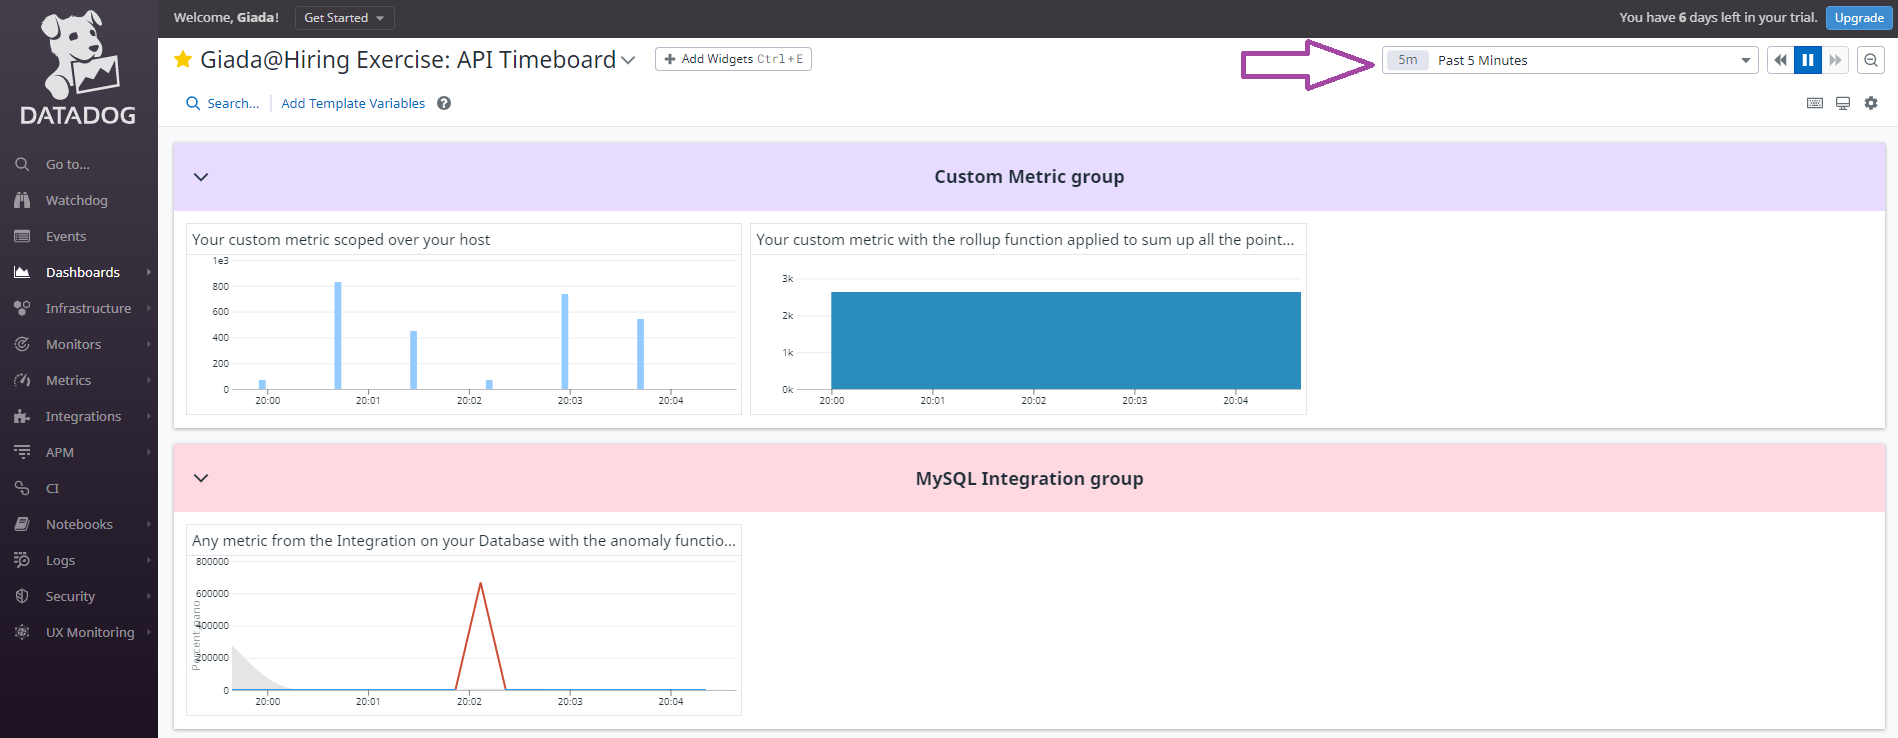 Welcome, Giada!
Get Started
You have 6 days left in your trial.
Upgrade
DATADOG
Go to...
Watchdog
Events
Dashboards
Infrastructure
Monitors
Metrics
Integrations
APM
CI
Notebooks
Logs
Security
UX Monitoring
Giada@Hiring Exercise: API Timeboard
Add Widgets Ctrl+E
5m Past 5 Minutes
Search...
Add Template Variables
?
Custom Metric group
Your custom metric scoped over your host
1e3
800
600
400
200
0
20:00 20:01 20:02 20:03 20:04
Your custom metric with the rollup function applied to sum up all the point...
3k
2k
1k
0k
20:00 20:01 20:02 20:03 20:04
MySQL Integration group
Any metric from the Integration on your Database with the anomaly functio...
Percent nano
800000
600000
400000
200000
0
20:00 20:01 20:02 20:03 20:04